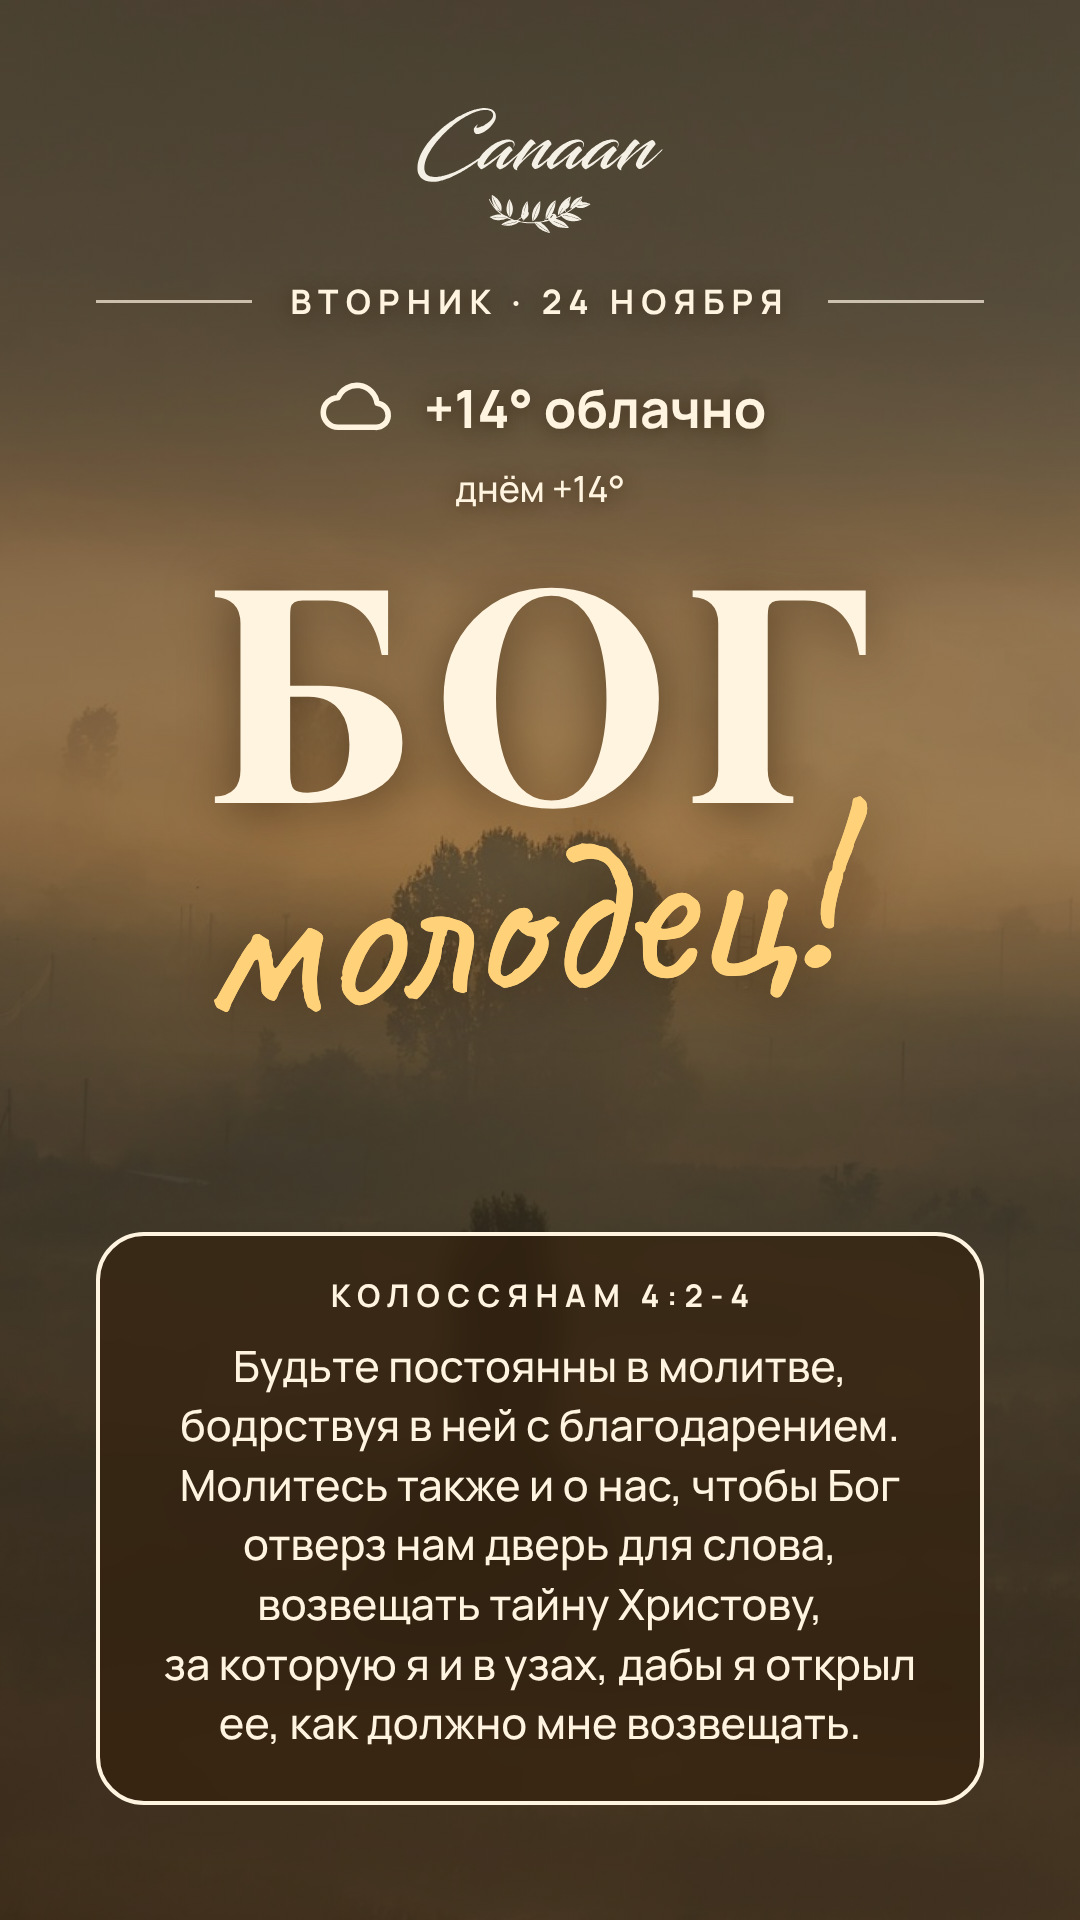 Canaan
ВТОРНИК · 24 НОЯБРЯ
+14° облачно
днём +14°
БОГ
молодец!
КОЛОССЯНАМ 4:2-4
Будьте постоянны в молитве,
бодрствуя в ней с благодарением.
Молитесь также и о нас, чтобы Бог
отверз нам дверь для слова,
возвещать тайну Христову,
за которую я и в узах, дабы я открыл
ее, как должно мне возвещать.